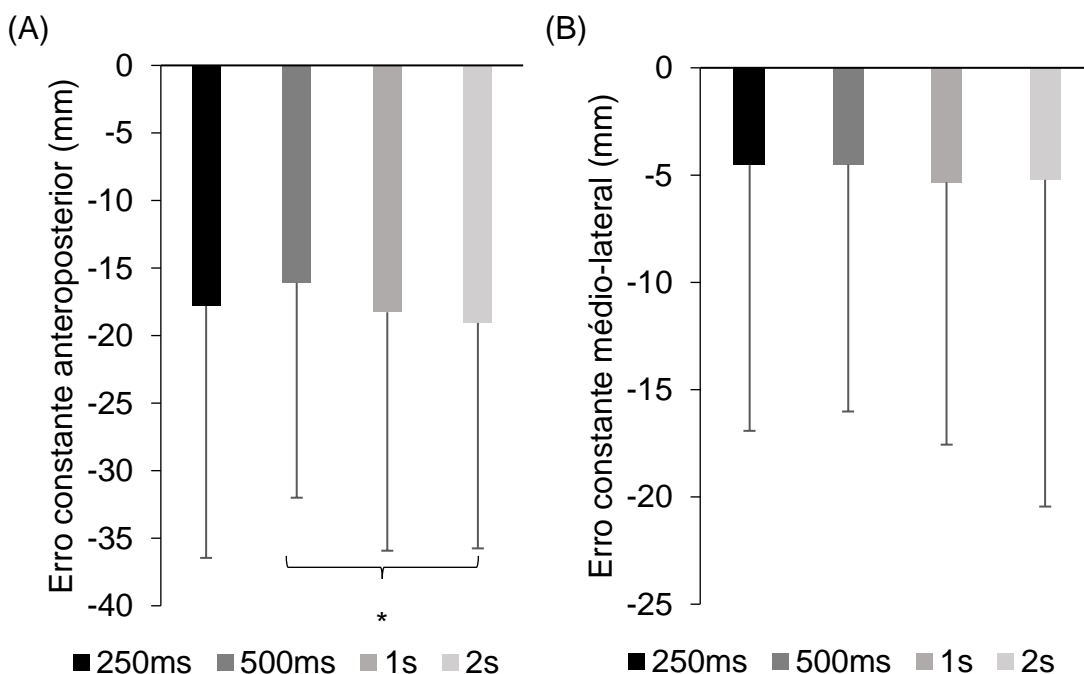 (A)
Erro constante anteroposterior (mm)
0
-5
-10
-15
-20
-25
-30
-35
-40
*
250ms 500ms 1s 2s
(B)
Erro constante médio-lateral (mm)
0
-5
-10
-15
-20
-25
250ms 500ms 1s 2s